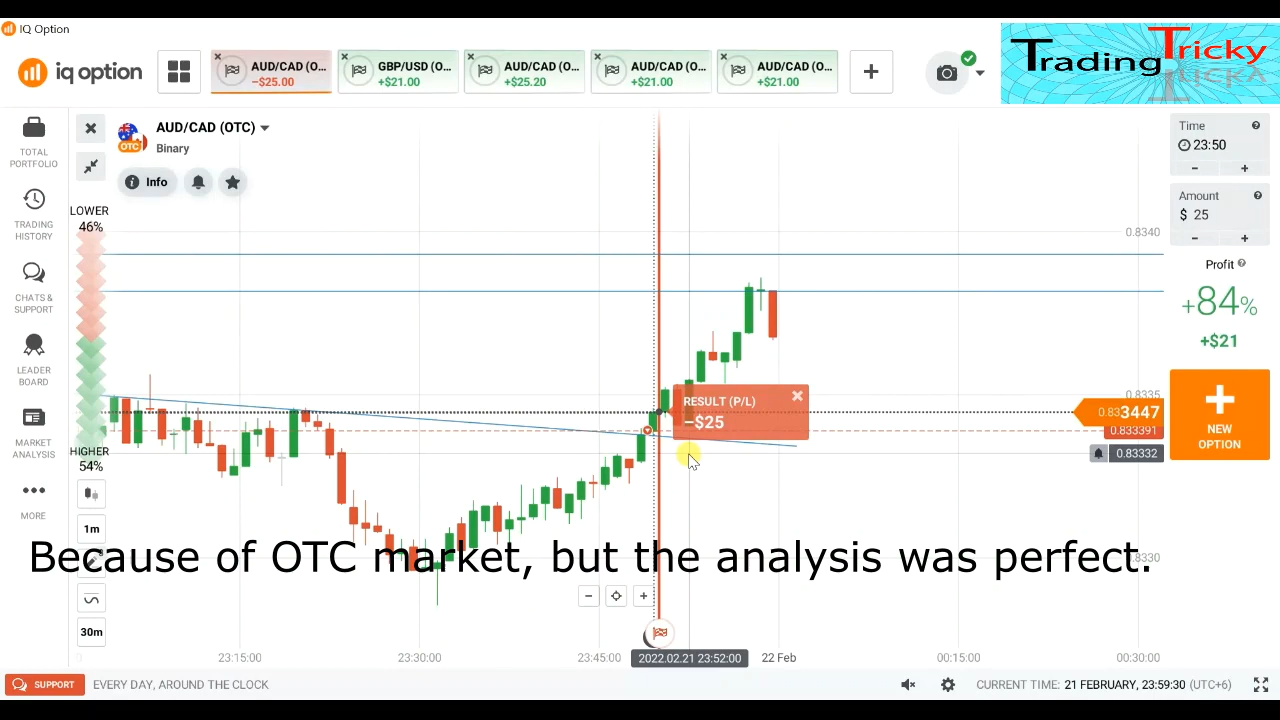 IQ Option
iq option
AUD/CAD (O...
-$25.00
GBP/USD (O...
+$21.00
AUD/CAD (O...
+$25.20
AUD/CAD (O...
+$21.00
AUD/CAD (O...
+$21.00
Trading Tricky
TOTAL
PORTFOLIO
TRADING
HISTORY
CHATS &
SUPPORT
LEADER
BOARD
MARKET
ANALYSIS
MORE
AUD/CAD (OTC)
Binary
OTC
Info
LOWER
46%
HIGHER
54%
1m
30m
RESULT (P/L)
-$25
0.8340
0.8335
0.833447
0.833391
0.83332
Time
23:50
Amount
$ 25
Profit
+84%
+$21
NEW
OPTION
Because of OTC market, but the analysis was perfect.
23:15:00
23:30:00
23:45:00
2022.02.21 23:52:00
22 Feb
00:15:00
00:30:00
SUPPORT
EVERY DAY, AROUND THE CLOCK
CURRENT TIME: 21 FEBRUARY, 23:59:30 (UTC+6)